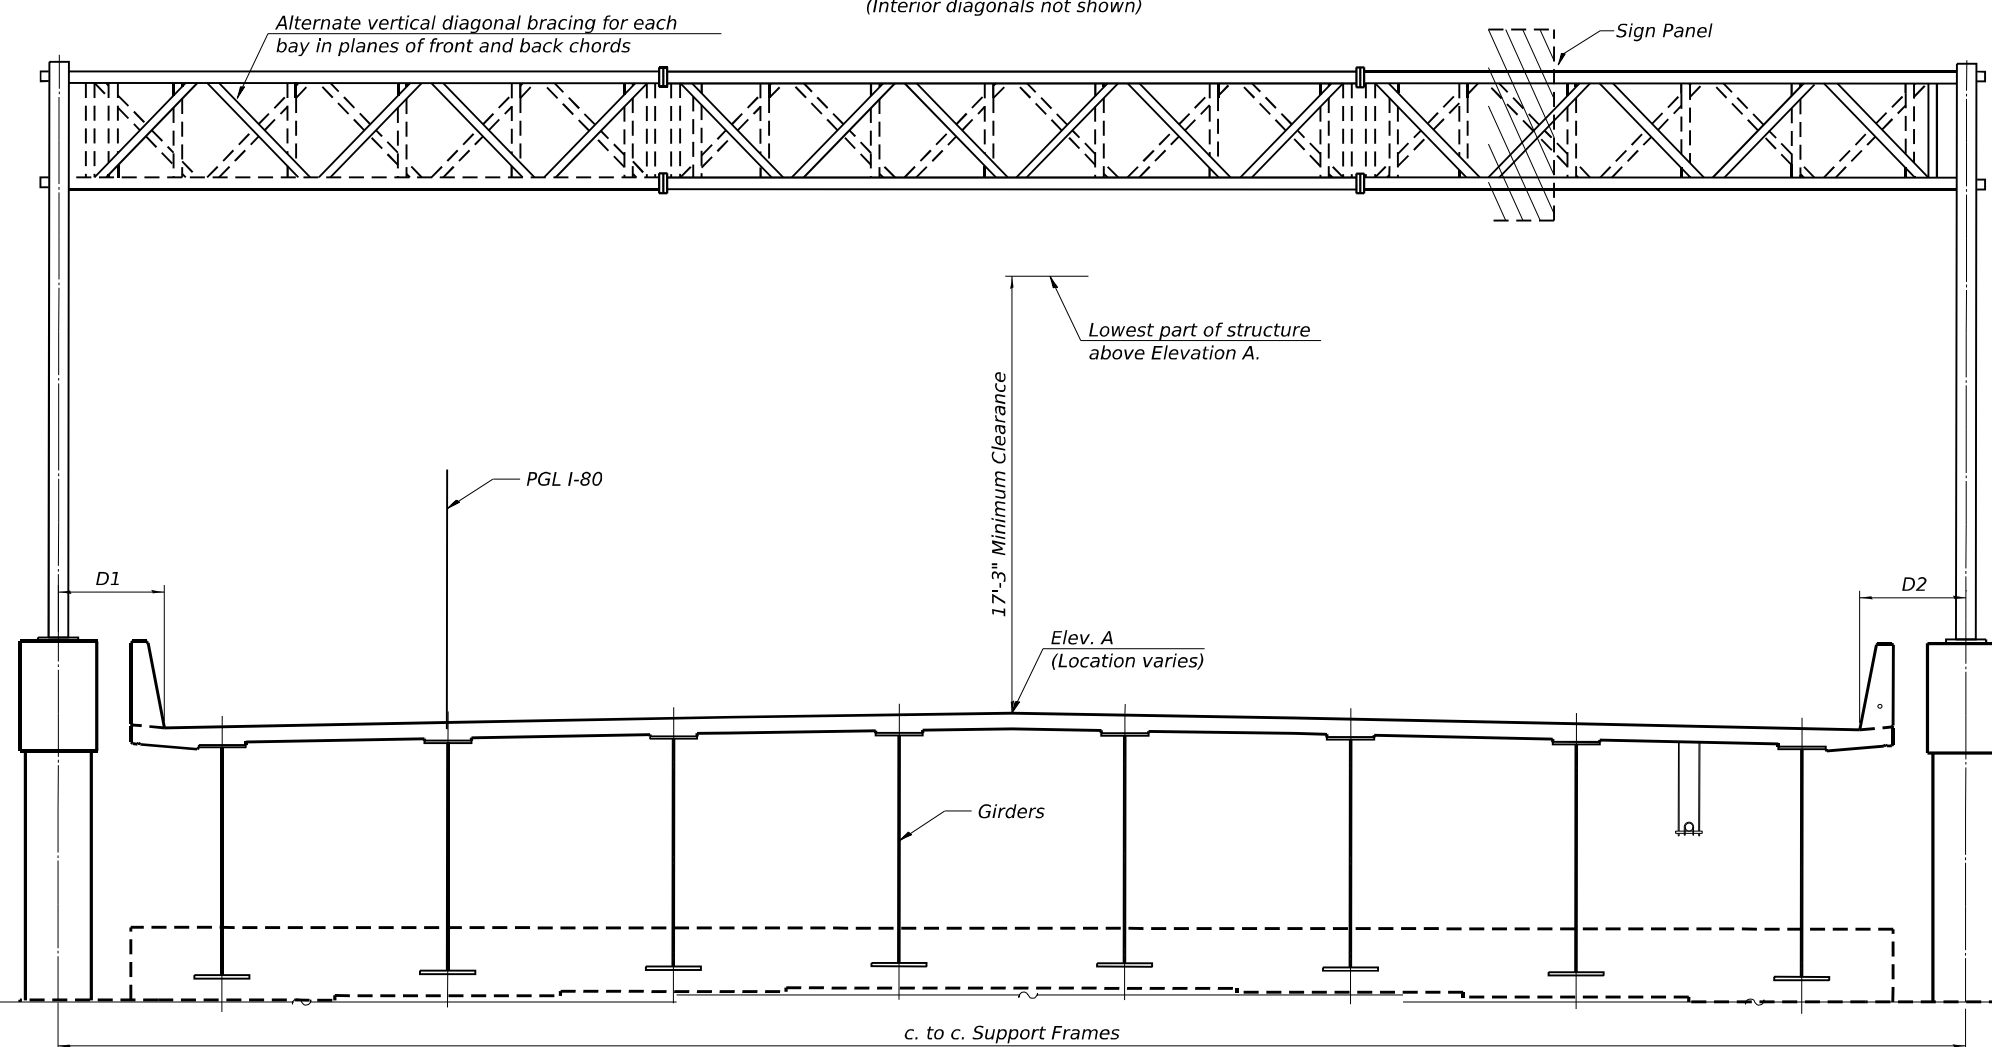 (Interior diagonals not shown)
Alternate vertical diagonal bracing for each
bay in planes of front and back chords
Sign Panel
Lowest part of structure
above Elevation A.
17'-3" Minimum Clearance
PGL I-80
D1
D2
Elev. A
(Location varies)
Girders
c. to c. Support Frames